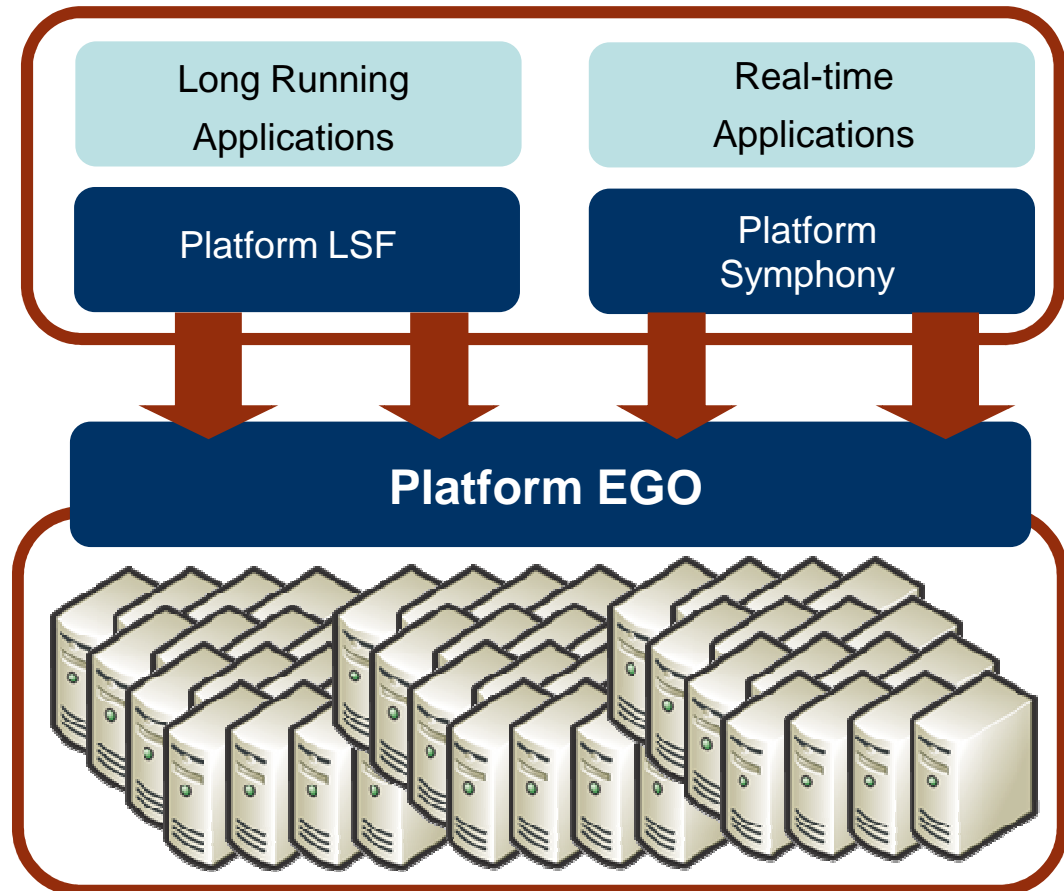 Long Running
Applications
Real-time
Applications
Platform LSF
Platform
Symphony
Platform EGO